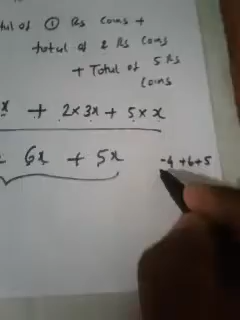 total of ① Rs Coins +
total of 2 Rs Coins
+ Total of 5 Rs
Coins
x + 2×3x + 5×x
6x + 5x
-4+6+5